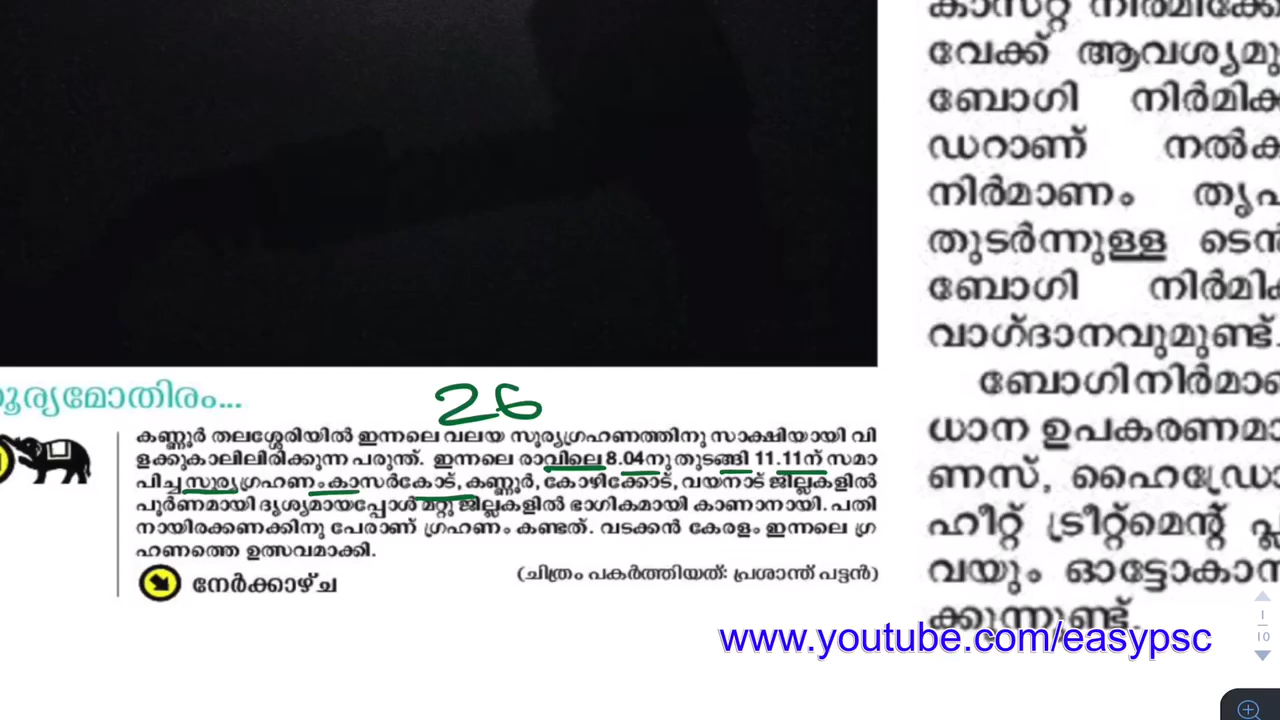 സൂര്യമോതിരം...
26
കണ്ണൂർ തലശ്ശേരിയിൽ ഇന്നലെ വലയ സൂര്യഗ്രഹണത്തിനു സാക്ഷിയായി വി
ളക്കുകാലിലിരിക്കുന്ന പരുന്ത്. ഇന്നലെ രാവിലെ 8.04നു തുടങ്ങി 11.11ന് സമാ
പിച്ച സൂര്യഗ്രഹണം കാസർകോട്, കണ്ണൂർ, കോഴിക്കോട്, വയനാട് ജില്ലകളിൽ
പൂർണമായി ദൃശ്യമായപ്പോൾ മറ്റു ജില്ലകളിൽ ഭാഗികമായി കാണാനായി. പതി
നായിരക്കണക്കിനു പേരാണ് ഗ്രഹണം കണ്ടത്. വടക്കൻ കേരളം ഇന്നലെ ഗ്ര
ഹണത്തെ ഉത്സവമാക്കി.
(ചിത്രം പകർത്തിയത്: പ്രശാന്ത് പട്ടൻ)
നേർക്കാഴ്ച
വേക്ക് ആവശ്യമു
ബോഗി നിർമിക്ക
ഡറാണ് നൽക
നിർമാണം തൃപ
തുടർന്നുള്ള ടെൻ
ബോഗി നിർമിക
വാഗ്ദാനവുമുണ്ട്.
ബോഗിനിർമാണ
ധാന ഉപകരണമാ
ണസ്, ഹൈഡ്രോ
ഹീറ്റ് ട്രീറ്റ്മെന്റ് പ്ല
വയും ഓട്ടോകാസ
ക്കുന്നുണ്ട്.
www.youtube.com/easypsc
1
10